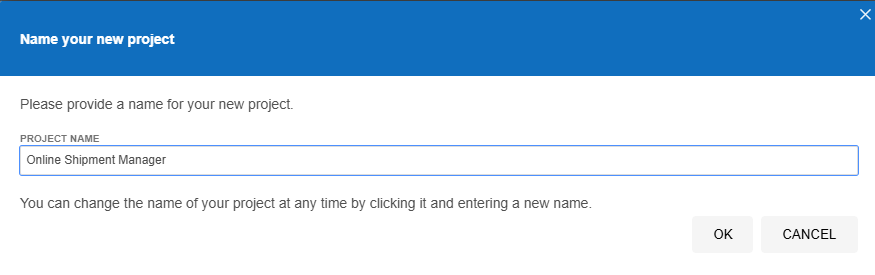 Name your new project
Please provide a name for your new project.
PROJECT NAME
Online Shipment Manager
You can change the name of your project at any time by clicking it and entering a new name.
OK CANCEL